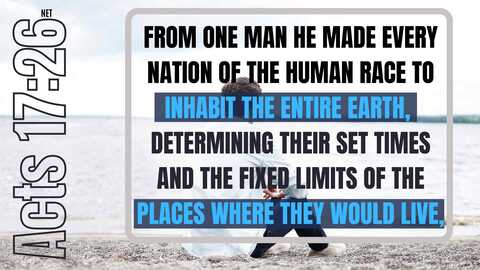 NET
Acts 17:26
FROM ONE MAN HE MADE EVERY
NATION OF THE HUMAN RACE TO
INHABIT THE ENTIRE EARTH,
DETERMINING THEIR SET TIMES
AND THE FIXED LIMITS OF THE
PLACES WHERE THEY WOULD LIVE,